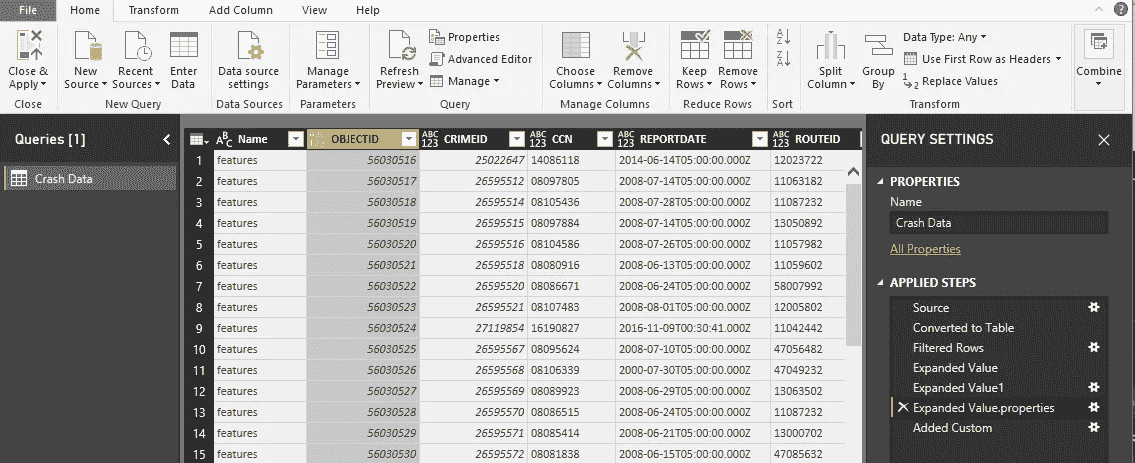 File Home Transform Add Column View Help
Close & Apply New Source Recent Sources Enter Data Data source settings Manage Parameters Refresh Preview Properties Advanced Editor Manage Choose Columns Remove Columns Keep Rows Remove Rows Split Column Group By Data Type: Any Use First Row as Headers Replace Values Combine
Close New Query Data Sources Parameters Query Manage Columns Reduce Rows Sort Transform
Queries [1]
Crash Data
Name OBJECTID CRIMEID CCN REPORTDATE ROUTEID
1 features 56030516 25022647 14086118 2014-06-14T05:00:00.000Z 12023722
2 features 56030517 26595512 08097805 2008-07-14T05:00:00.000Z 11063182
3 features 56030518 26595514 08105436 2008-07-28T05:00:00.000Z 11087232
4 features 56030519 26595515 08097884 2008-07-14T05:00:00.000Z 13050892
5 features 56030520 26595516 08104586 2008-07-26T05:00:00.000Z 11057982
6 features 56030521 26595518 08080916 2008-06-13T05:00:00.000Z 11059602
7 features 56030522 26595520 08086671 2008-06-24T05:00:00.000Z 58007992
8 features 56030523 26595521 08107483 2008-08-01T05:00:00.000Z 12005802
9 features 56030524 27119854 16190827 2016-11-09T00:30:41.000Z 11042442
10 features 56030525 26595567 08095624 2008-07-10T05:00:00.000Z 47056482
11 features 56030526 26595568 08106339 2000-07-30T05:00:00.000Z 47049232
12 features 56030527 26595569 08089923 2008-06-29T05:00:00.000Z 13063502
13 features 56030528 26595570 08086515 2008-06-24T05:00:00.000Z 11087232
14 features 56030529 26595571 08085414 2008-06-21T05:00:00.000Z 13000702
15 features 56030530 26595572 08081838 2008-06-15T05:00:00.000Z 47085632
QUERY SETTINGS
PROPERTIES
Name
Crash Data
All Properties
APPLIED STEPS
Source
Converted to Table
Filtered Rows
Expanded Value
Expanded Value1
Expanded Value.properties
Added Custom